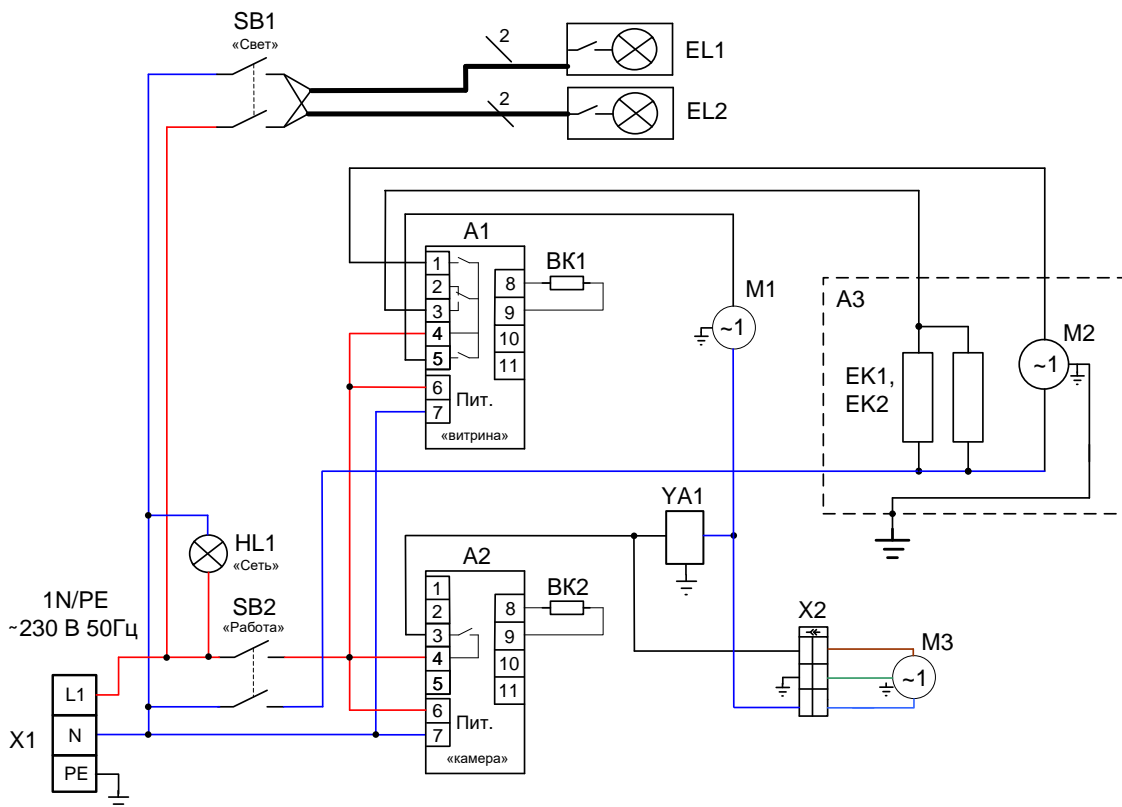 SB1
«Свет»
2
EL1
2
EL2
A1
1
2
3
4
5
6
7
8
9
10
11
Пит.
«витрина»
ВК1
M1
~1
A3
EK1,
EK2
M2
~1
YA1
HL1
«Сеть»
1N/PE
~230 В 50Гц
SB2
«Работа»
A2
1
2
3
4
5
6
7
8
9
10
11
Пит.
«камера»
ВК2
X2
M3
~1
X1
L1
N
PE